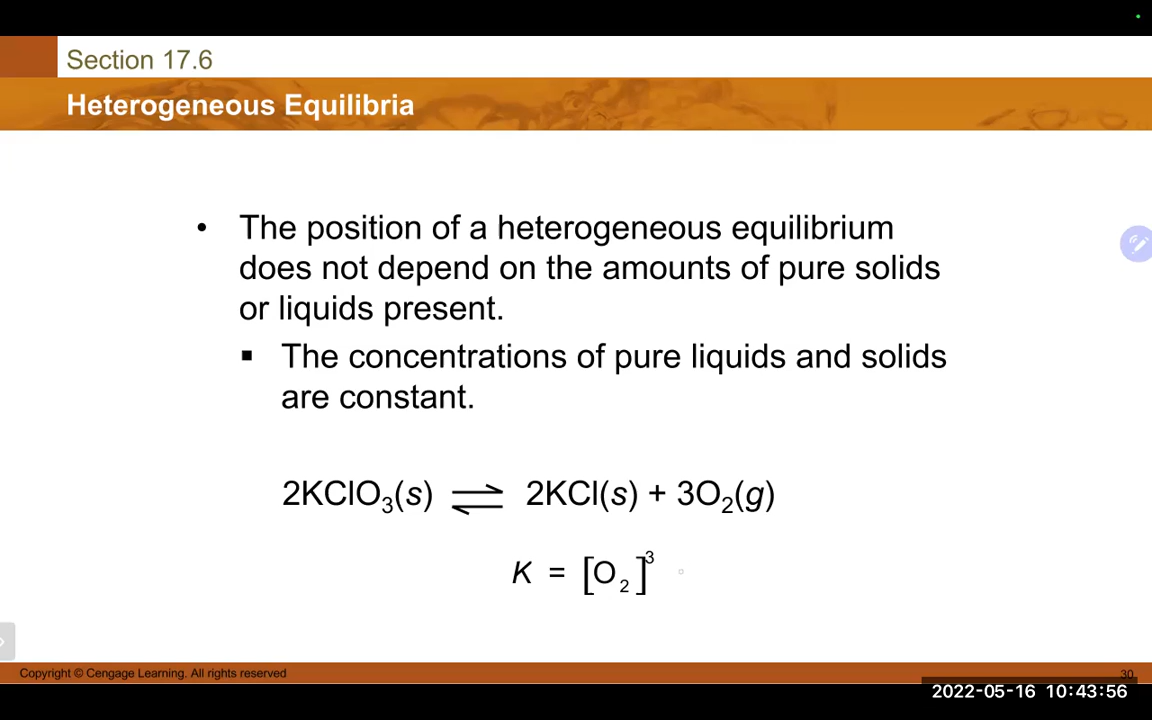 Section 17.6
Heterogeneous Equilibria
• The position of a heterogeneous equilibrium
does not depend on the amounts of pure solids
or liquids present.
▪ The concentrations of pure liquids and solids
are constant.
2KClO₃(s) ⇌ 2KCl(s) + 3O₂(g)
K = [O₂]³
Copyright © Cengage Learning. All rights reserved
30
2022-05-16 10:43:56